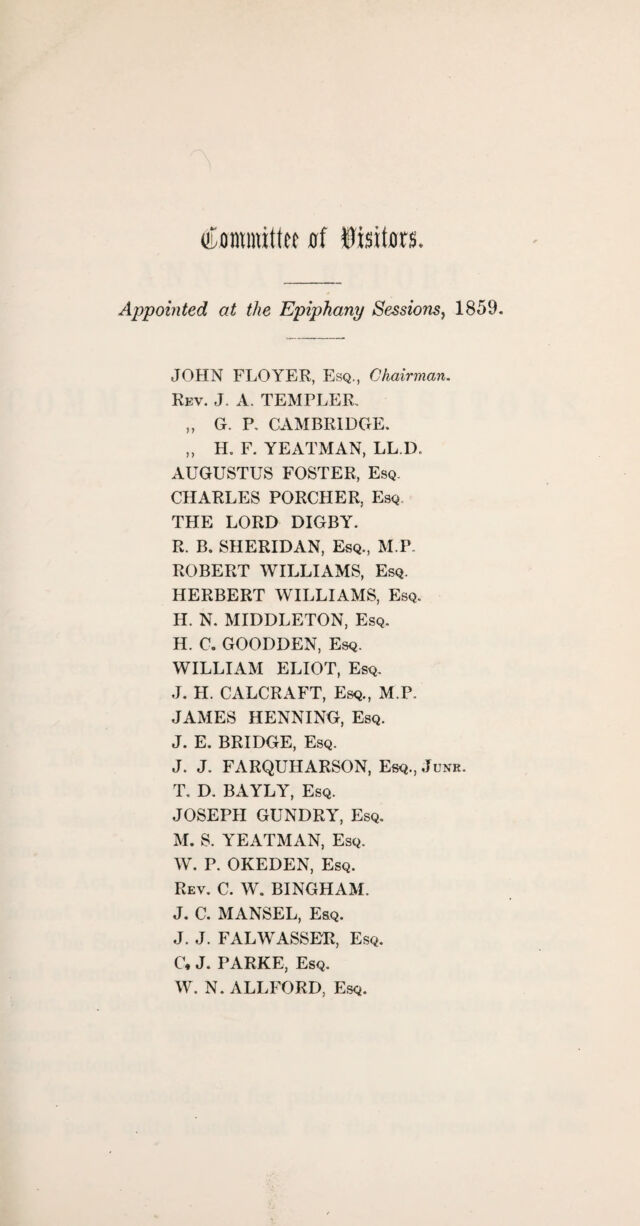 Committee of Visitors.
Appointed at the Epiphany Sessions, 1859.
JOHN FLOYER, Esq., Chairman.
Rev. J. A. TEMPLER.
„ G. P. CAMBRIDGE.
„ H. F. YEATMAN, LL.D.
AUGUSTUS FOSTER, Esq.
CHARLES PORCHER, Esq.
THE LORD DIGBY.
R. B. SHERIDAN, Esq., M.P.
ROBERT WILLIAMS, Esq.
HERBERT WILLIAMS, Esq.
H. N. MIDDLETON, Esq.
H. C. GOODDEN, Esq.
WILLIAM ELIOT, Esq.
J. H. CALCRAFT, Esq., M.P.
JAMES HENNING, Esq.
J. E. BRIDGE, Esq.
J. J. FARQUHARSON, Esq., Junr.
T. D. BAYLY, Esq.
JOSEPH GUNDRY, Esq.
M. S. YEATMAN, Esq.
W. P. OKEDEN, Esq.
Rev. C. W. BINGHAM.
J. C. MANSEL, Esq.
J. J. FALWASSER, Esq.
C. J. PARKE, Esq.
W. N. ALLFORD, Esq.